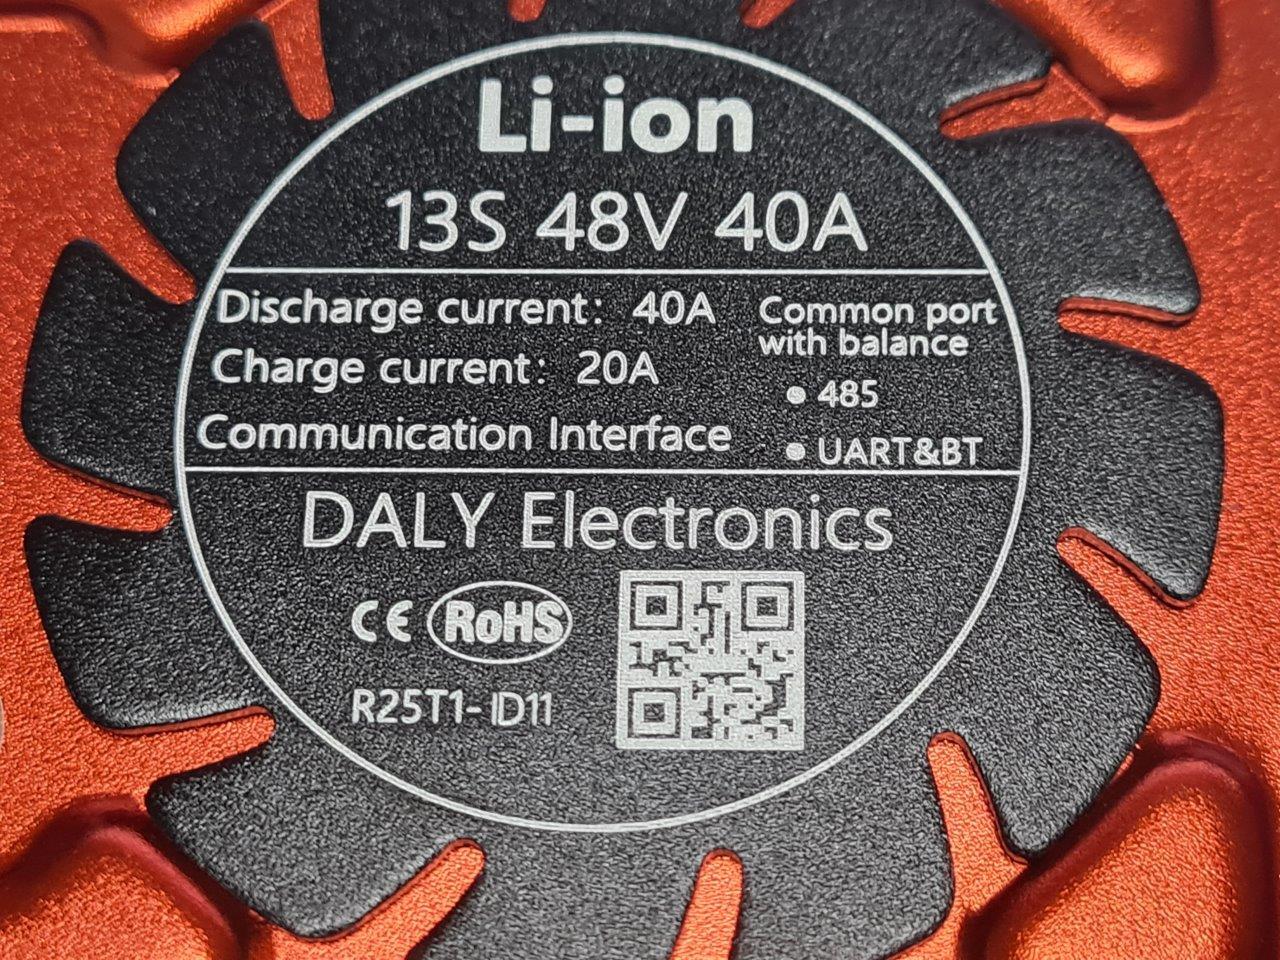 Li-ion
13S 48V 40A
Discharge current: 40A
Charge current: 20A
Communication Interface
Common port
with balance
485
UART&BT
DALY Electronics
CE RoHS
R25T1-ID11